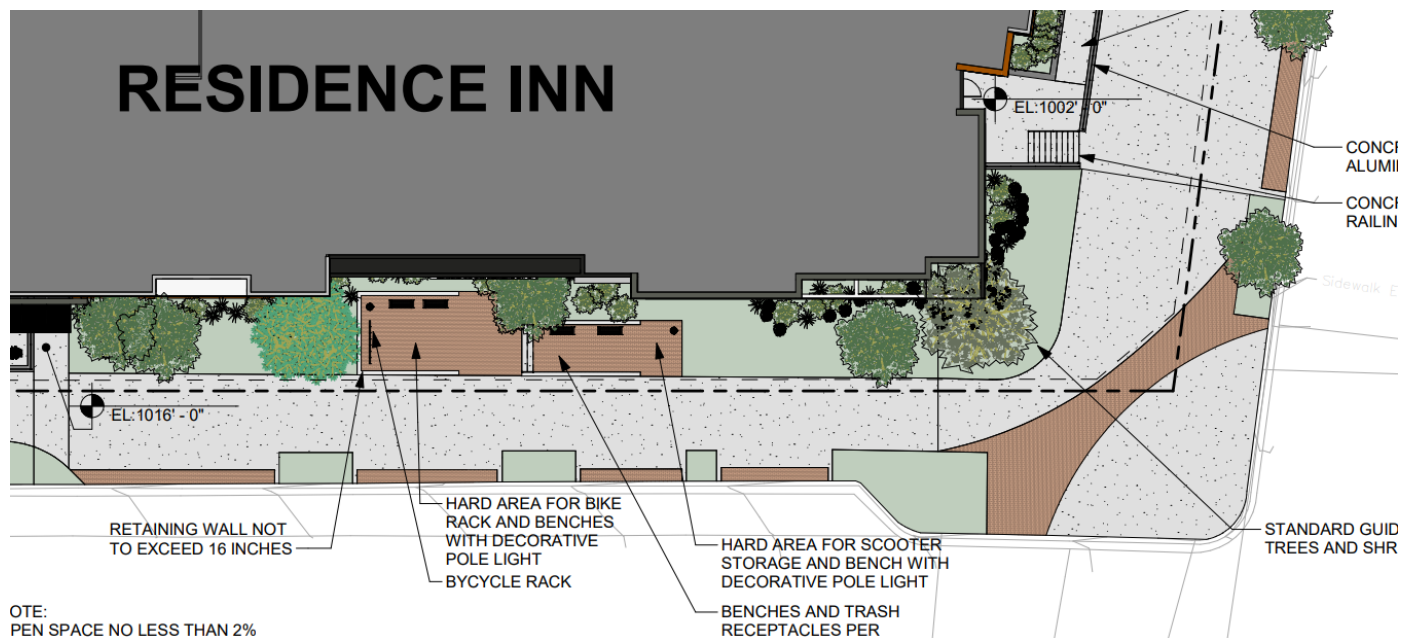 RESIDENCE INN
EL:1002' - 0"
CONCR
ALUMI
CONCR
RAILIN
Sidewalk E
EL:1016' - 0"
RETAINING WALL NOT
TO EXCEED 16 INCHES
HARD AREA FOR BIKE
RACK AND BENCHES
WITH DECORATIVE
POLE LIGHT
BYCYCLE RACK
HARD AREA FOR SCOOTER
STORAGE AND BENCH WITH
DECORATIVE POLE LIGHT
BENCHES AND TRASH
RECEPTACLES PER
STANDARD GUID
TREES AND SHR
OTE:
PEN SPACE NO LESS THAN 2%